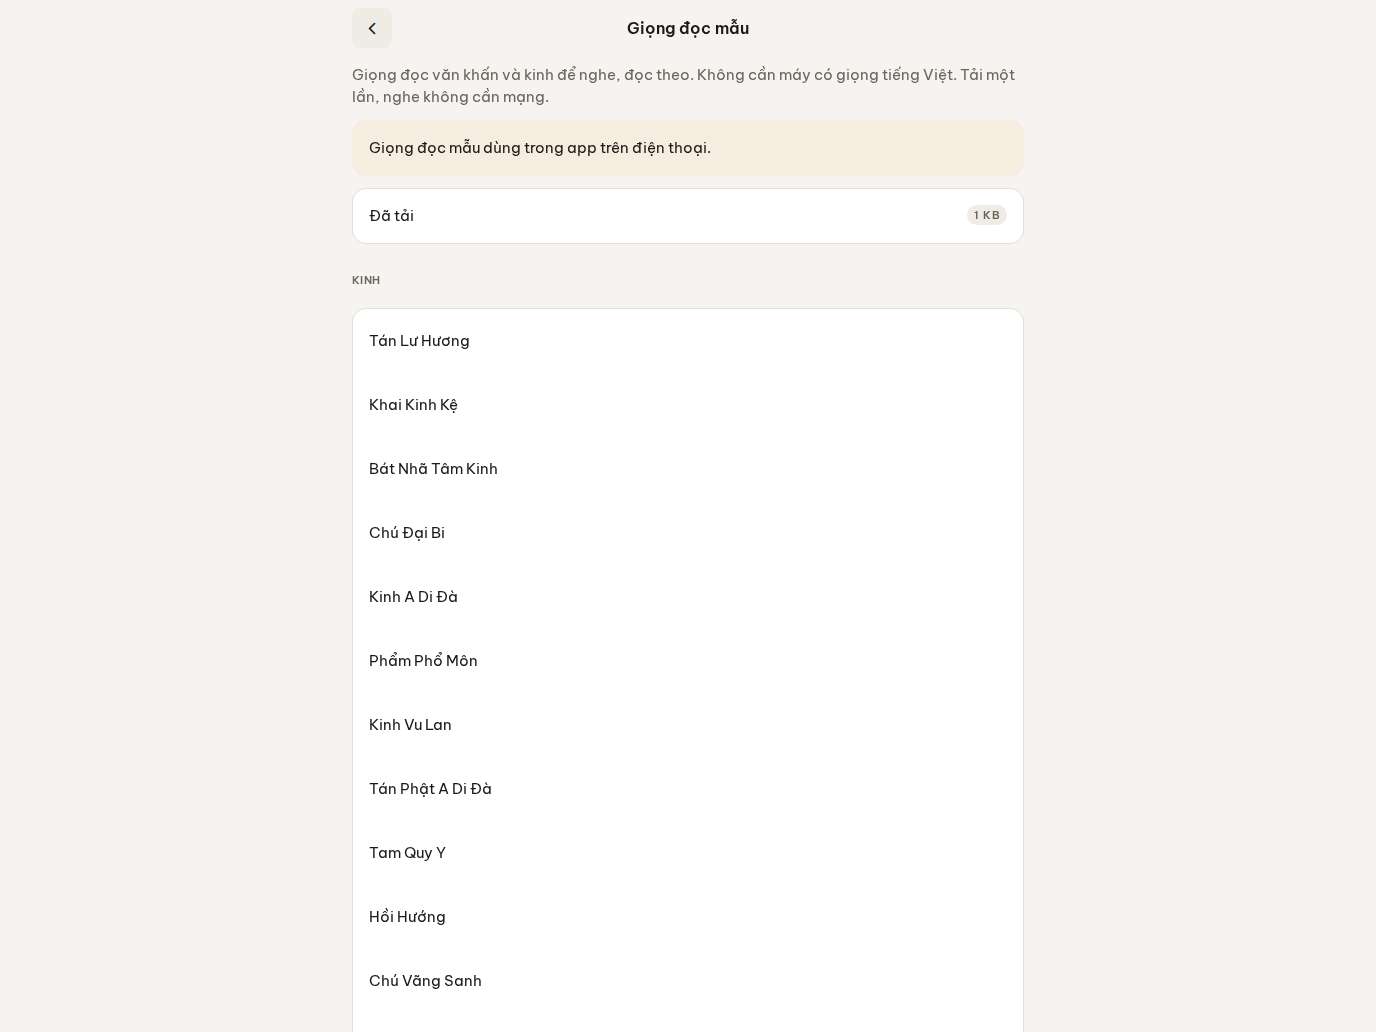 Giọng đọc mẫu
Giọng đọc văn khấn và kinh để nghe, đọc theo. Không cần máy có giọng tiếng Việt. Tải một
lần, nghe không cần mạng.
Giọng đọc mẫu dùng trong app trên điện thoại.
Đã tải
1 KB
KINH
Tán Lư Hương
Khai Kinh Kệ
Bát Nhã Tâm Kinh
Chú Đại Bi
Kinh A Di Đà
Phẩm Phổ Môn
Kinh Vu Lan
Tán Phật A Di Đà
Tam Quy Y
Hồi Hướng
Chú Vãng Sanh